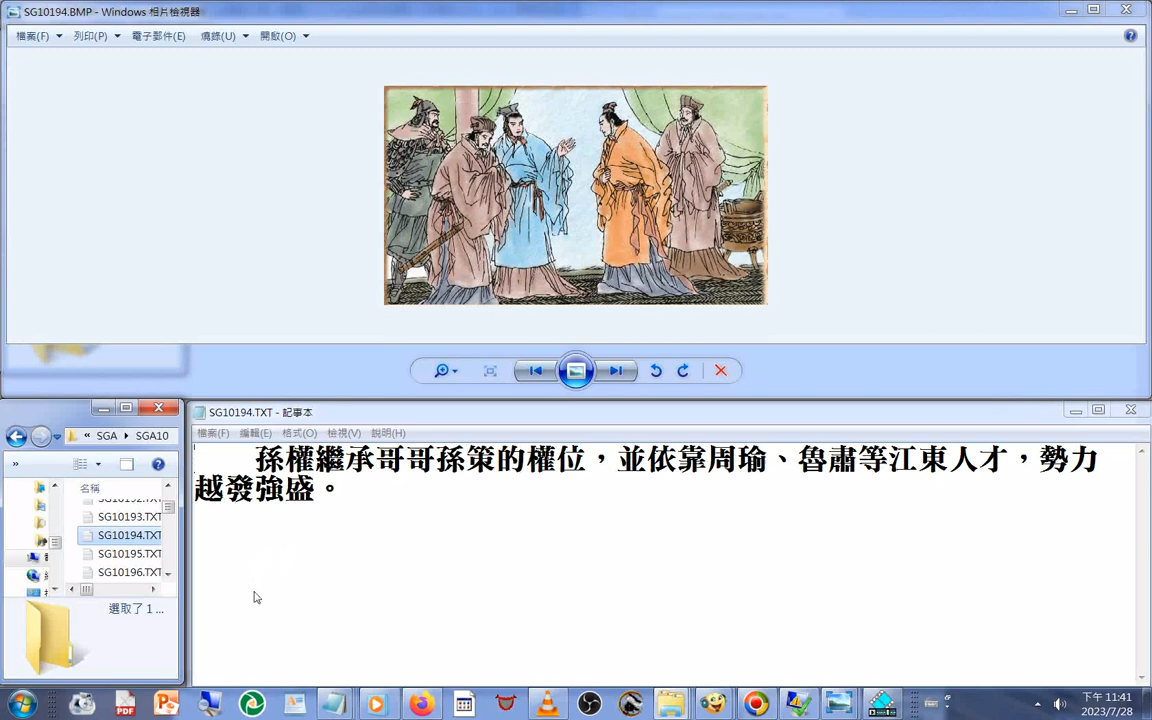 SG10194.BMP - Windows 相片檢視器
檔案(F) 列印(P) 電子郵件(E) 燒錄(U) 開啟(O)
« SGA ▸ SGA10
»
名稱
SG10193.TXT
SG10194.TXT
SG10195.TXT
SG10196.TXT
選取了 1 ...
SG10194.TXT - 記事本
檔案(F) 編輯(E) 格式(O) 檢視(V) 說明(H)
孫權繼承哥哥孫策的權位，並依靠周瑜、魯肅等江東人才，勢力
越發強盛。
PDF
下午 11:41
2023/7/28